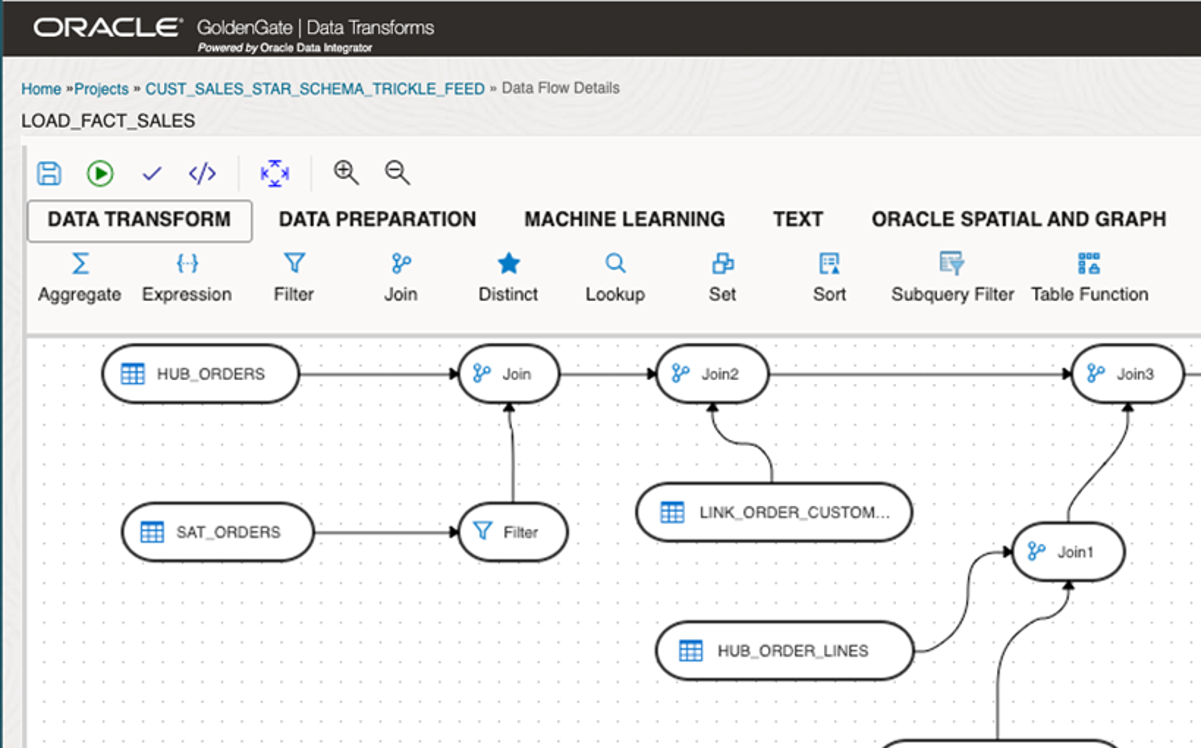 ORACLE® GoldenGate | Data Transforms
Powered by Oracle Data Integrator
Home »Projects » CUST_SALES_STAR_SCHEMA_TRICKLE_FEED » Data Flow Details
LOAD_FACT_SALES
DATA TRANSFORM DATA PREPARATION MACHINE LEARNING TEXT ORACLE SPATIAL AND GRAPH
Aggregate Expression Filter Join Distinct Lookup Set Sort Subquery Filter Table Function
HUB_ORDERS Join Join2 Join3
LINK_ORDER_CUSTOM...
SAT_ORDERS Filter
Join1
HUB_ORDER_LINES